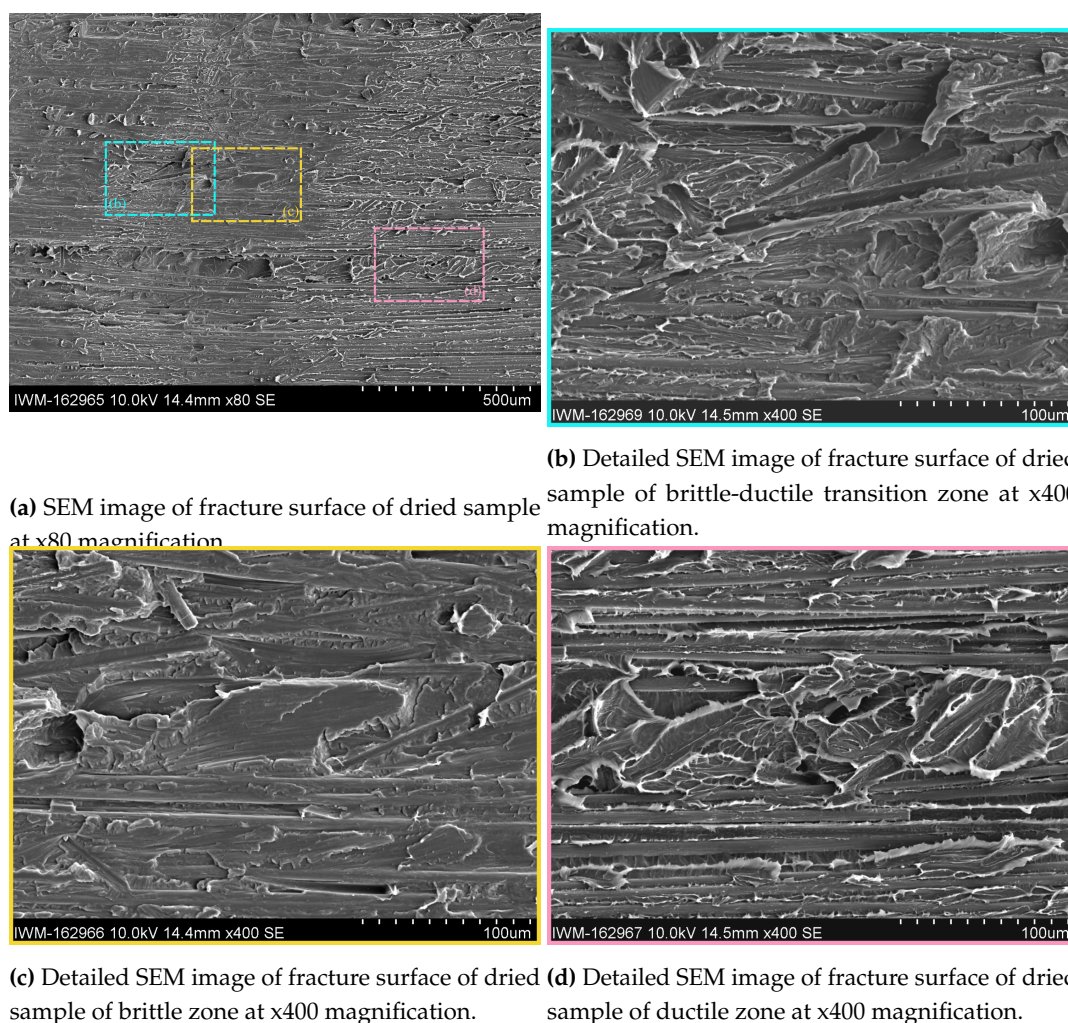 (b)
(c)
(d)
IWM-162965 10.0kV 14.4mm x80 SE 500um
IWM-162969 10.0kV 14.5mm x400 SE 100um
(b) Detailed SEM image of fracture surface of dried
sample of brittle-ductile transition zone at x400
magnification.
(a) SEM image of fracture surface of dried sample
at x80 magnification
IWM-162966 10.0kV 14.4mm x400 SE 100um
IWM-162967 10.0kV 14.5mm x400 SE 100um
(c) Detailed SEM image of fracture surface of dried
sample of brittle zone at x400 magnification.
(d) Detailed SEM image of fracture surface of dried
sample of ductile zone at x400 magnification.